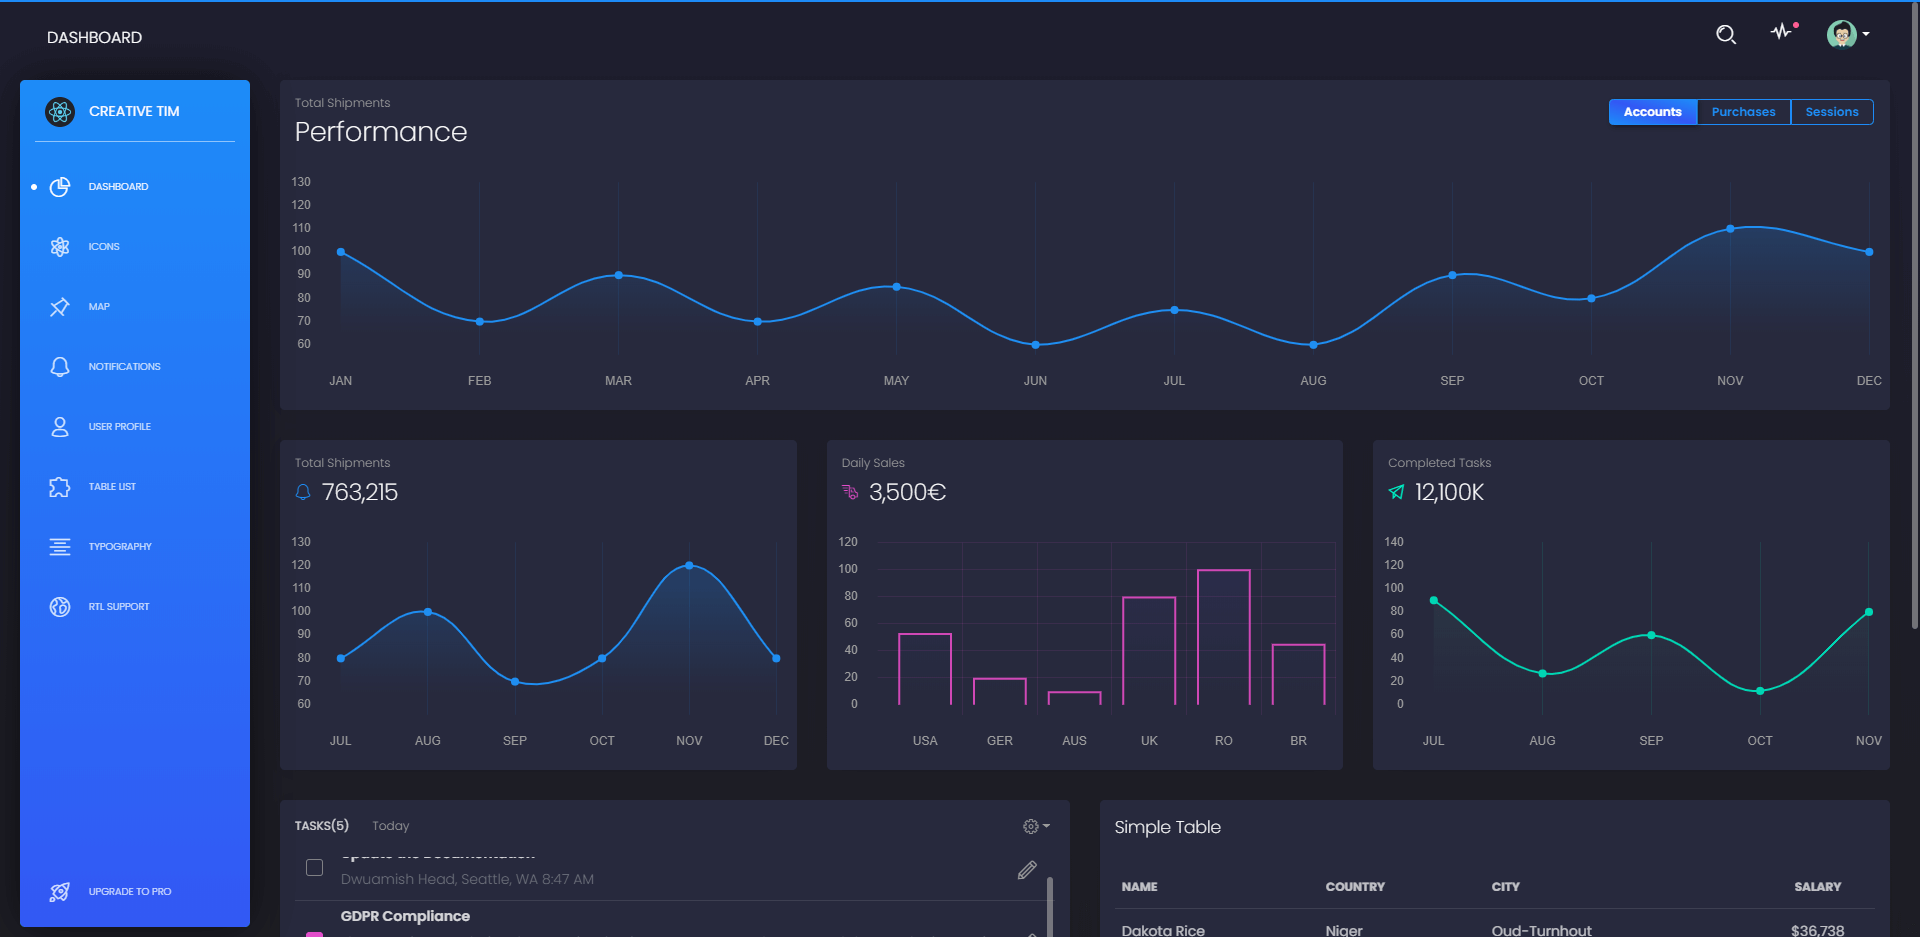 DASHBOARD
CREATIVE TIM
DASHBOARD
ICONS
MAP
NOTIFICATIONS
USER PROFILE
TABLE LIST
TYPOGRAPHY
RTL SUPPORT
UPGRADE TO PRO
Total Shipments
Performance
Accounts Purchases Sessions
130
120
110
100
90
80
70
60
JAN FEB MAR APR MAY JUN JUL AUG SEP OCT NOV DEC
Total Shipments
763,215
130
120
110
100
90
80
70
60
JUL AUG SEP OCT NOV DEC
Daily Sales
3,500€
120
100
80
60
40
20
0
USA GER AUS UK RO BR
Completed Tasks
12,100K
140
120
100
80
60
40
20
0
JUL AUG SEP OCT NOV
TASKS(5) Today
Update the Documentation
Dwuamish Head, Seattle, WA 8:47 AM
GDPR Compliance
Simple Table
NAME COUNTRY CITY SALARY
Dakota Rice Niger Oud-Turnhout $36,738